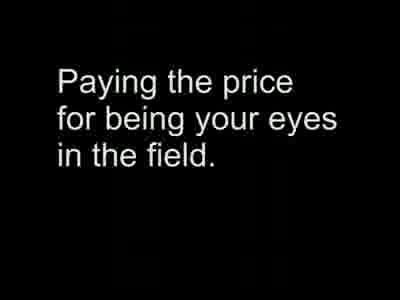 Paying the price
for being your eyes
in the field.